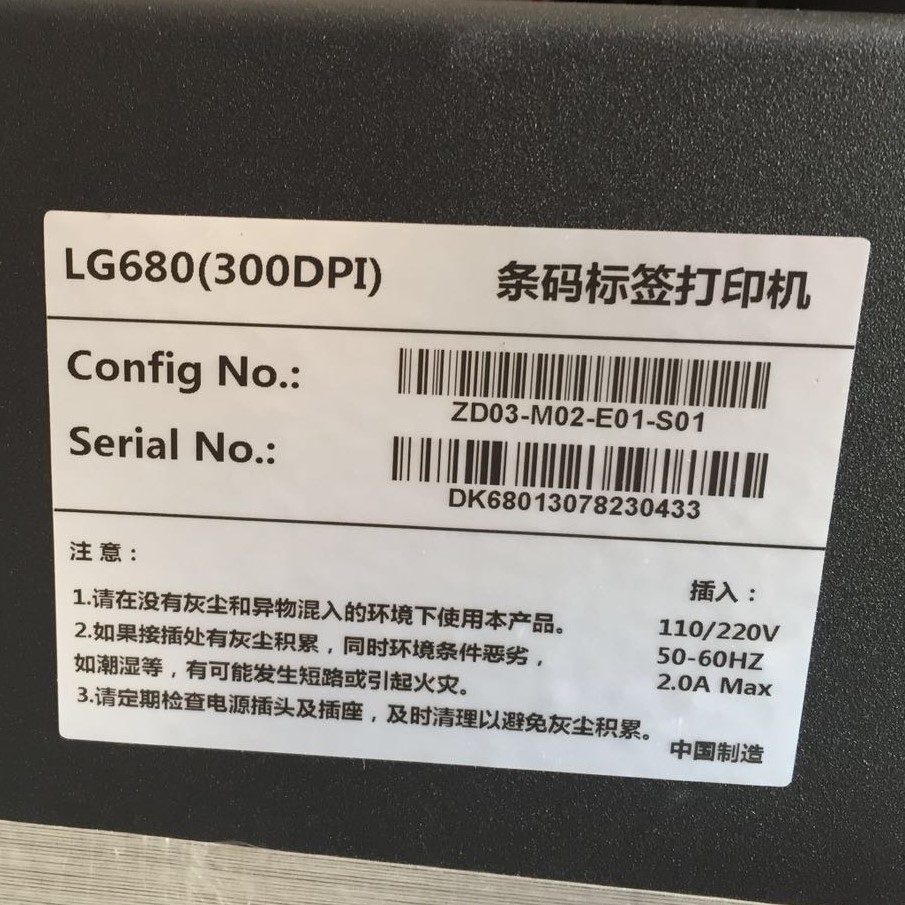 LG680(300DPI) 条码标签打印机
Config No.:
ZD03-M02-E01-S01
Serial No.:
DK68013078230433
注意：
1.请在没有灰尘和异物混入的环境下使用本产品。
2.如果接插处有灰尘积累，同时环境条件恶劣，
如潮湿等，有可能发生短路或引起火灾。
3.请定期检查电源插头及插座，及时清理以避免灰尘积累。
插入：
110/220V
50-60HZ
2.0A Max
中国制造